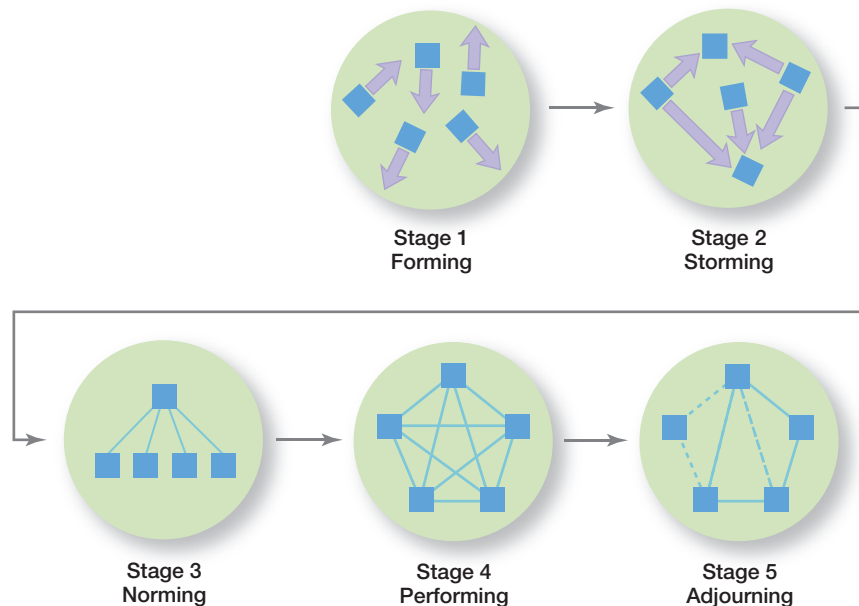 Stage 1
Forming
Stage 2
Storming
Stage 3
Norming
Stage 4
Performing
Stage 5
Adjourning